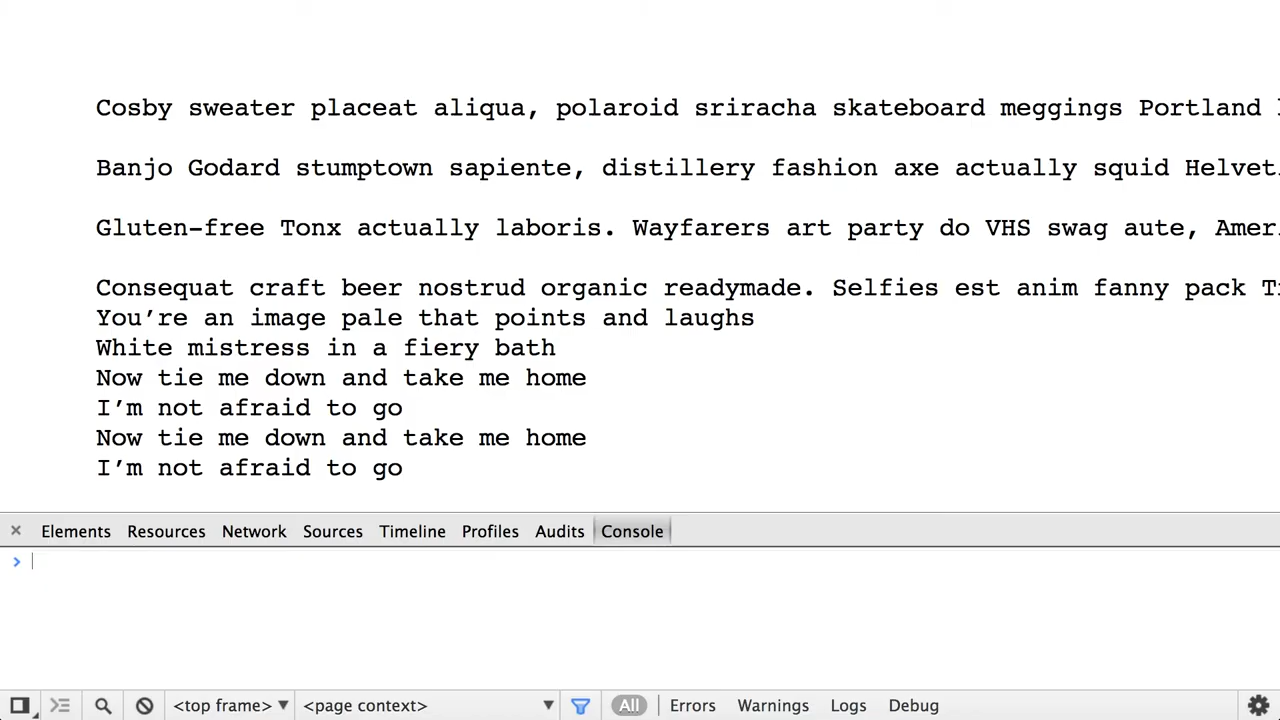 Cosby sweater placeat aliqua, polaroid sriracha skateboard meggings Portland
Banjo Godard stumptown sapiente, distillery fashion axe actually squid
Gluten-free Tonx actually laboris. Wayfarers art party do VHS swag aute,
Consequat craft beer nostrud organic readymade. Selfies est anim fanny pack
You’re an image pale that points and laughs
White mistress in a fiery bath
Now tie me down and take me home
I’m not afraid to go
Now tie me down and take me home
I’m not afraid to go
× Elements Resources Network Sources Timeline Profiles Audits Console
>
<top frame> ▼ <page context> ▼ All Errors Warnings Logs Debug